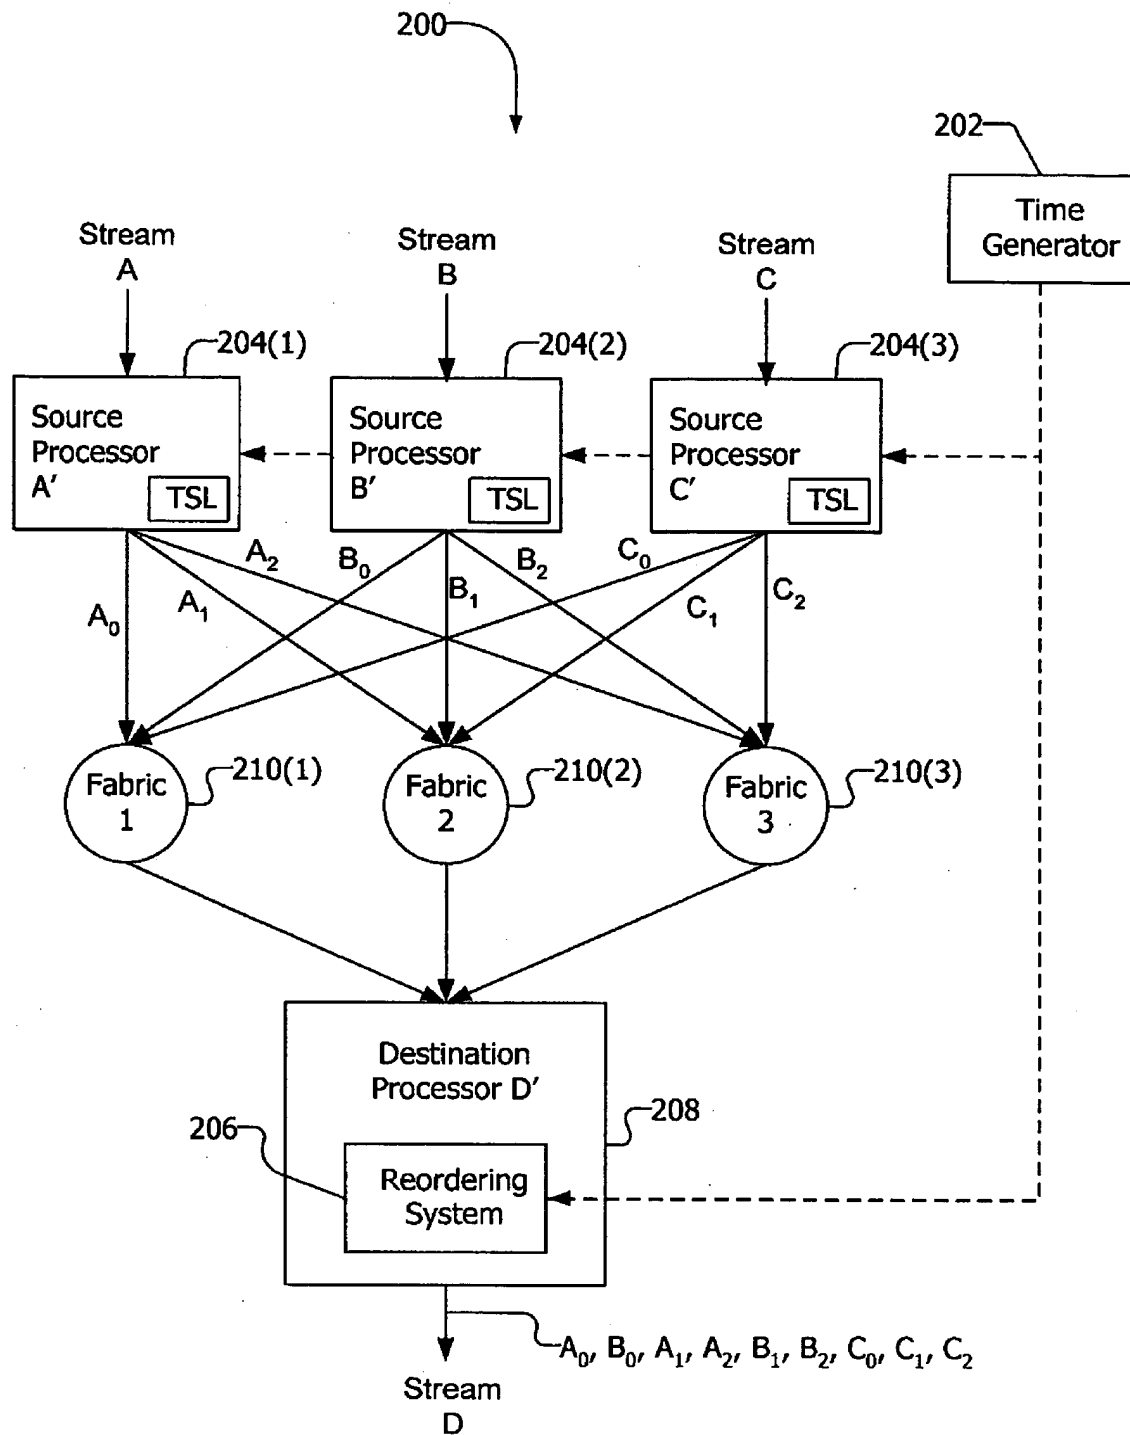 200
202
Time
Generator
Stream
A
Stream
B
Stream
C
204(1)
204(2)
204(3)
Source
Processor
A'
TSL
Source
Processor
B'
TSL
Source
Processor
C'
TSL
A₀
A₁
A₂
B₀
B₁
B₂
C₀
C₁
C₂
Fabric
1
210(1)
Fabric
2
210(2)
Fabric
3
210(3)
Destination
Processor D'
208
206
Reordering
System
A₀, B₀, A₁, A₂, B₁, B₂, C₀, C₁, C₂
Stream
D